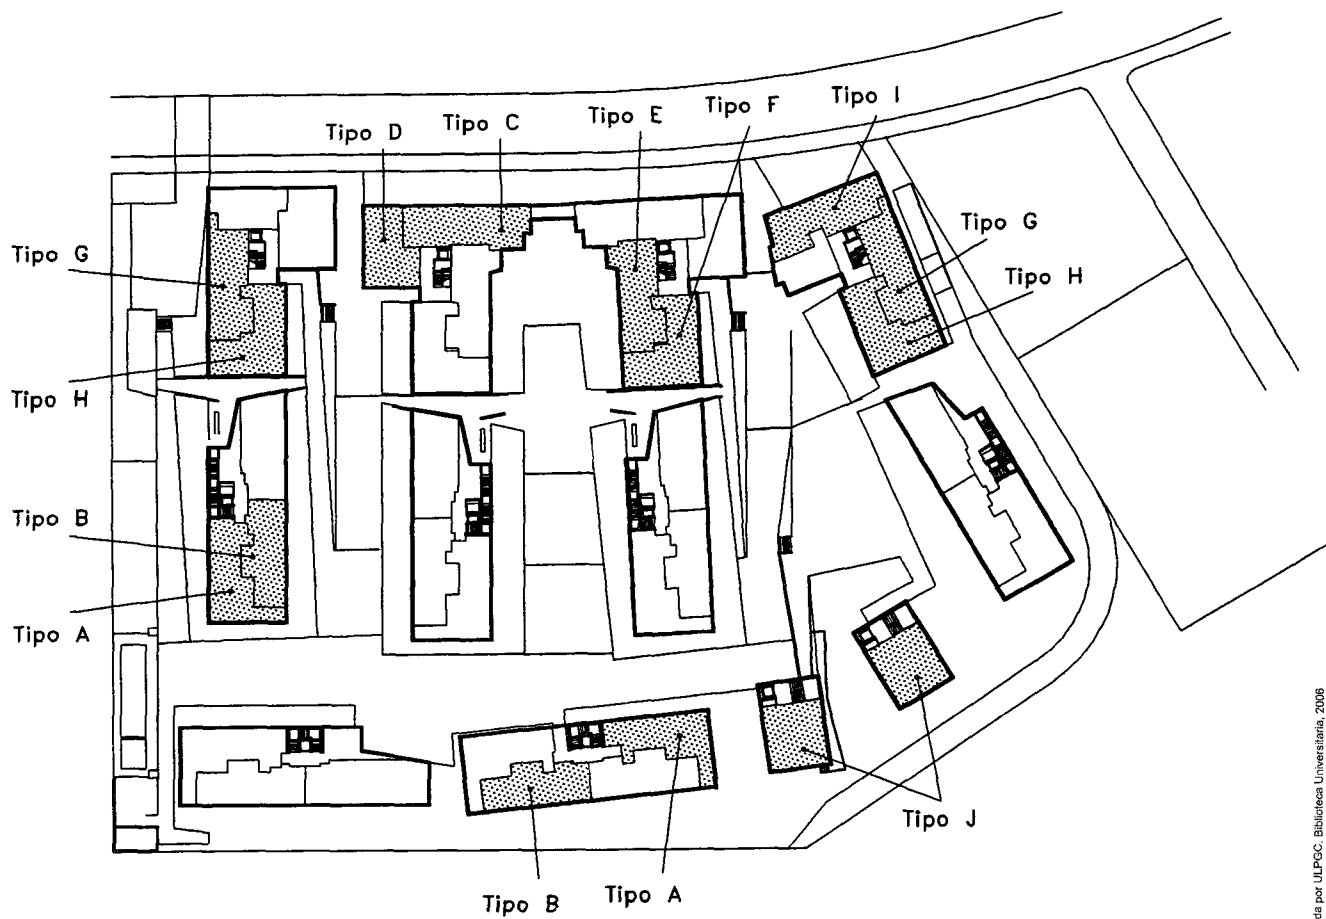 Tipo I
Tipo F
Tipo E
Tipo C
Tipo D
Tipo G
Tipo G
Tipo H
Tipo H
Tipo B
Tipo A
Tipo J
Tipo A
Tipo B
da por ULPGC. Biblioteca Universitaria, 2006